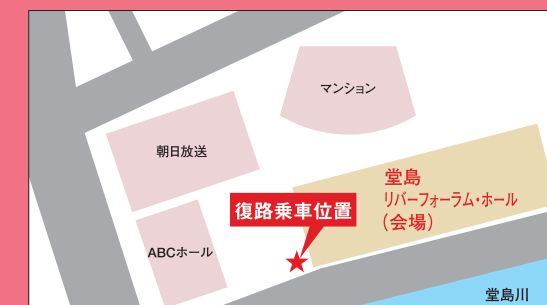 マンション
朝日放送
堂島
リバーフォーラム・ホール
(会場)
復路乗車位置
ABCホール
堂島川